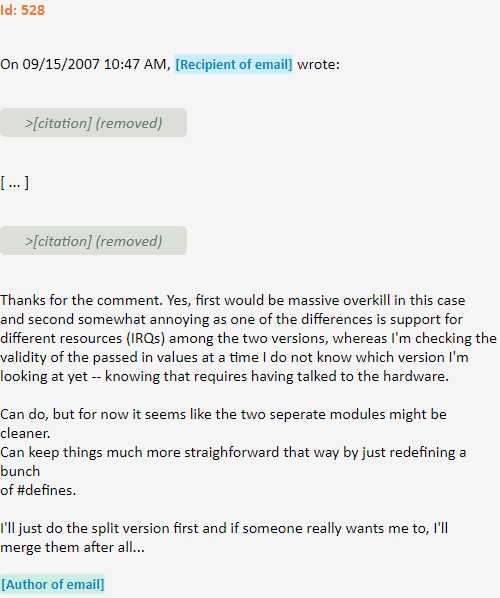 Id: 528
On 09/15/2007 10:47 AM, [Recipient of email] wrote:
>[citation] (removed)
[ ... ]
>[citation] (removed)
Thanks for the comment. Yes, first would be massive overkill in this case
and second somewhat annoying as one of the differences is support for
different resources (IRQs) among the two versions, whereas I'm checking the
validity of the passed in values at a time I do not know which version I'm
looking at yet -- knowing that requires having talked to the hardware.
Can do, but for now it seems like the two seperate modules might be
cleaner.
Can keep things much more straighforward that way by just redefining a
bunch
of #defines.
I'll just do the split version first and if someone really wants me to, I'll
merge them after all...
[Author of email]